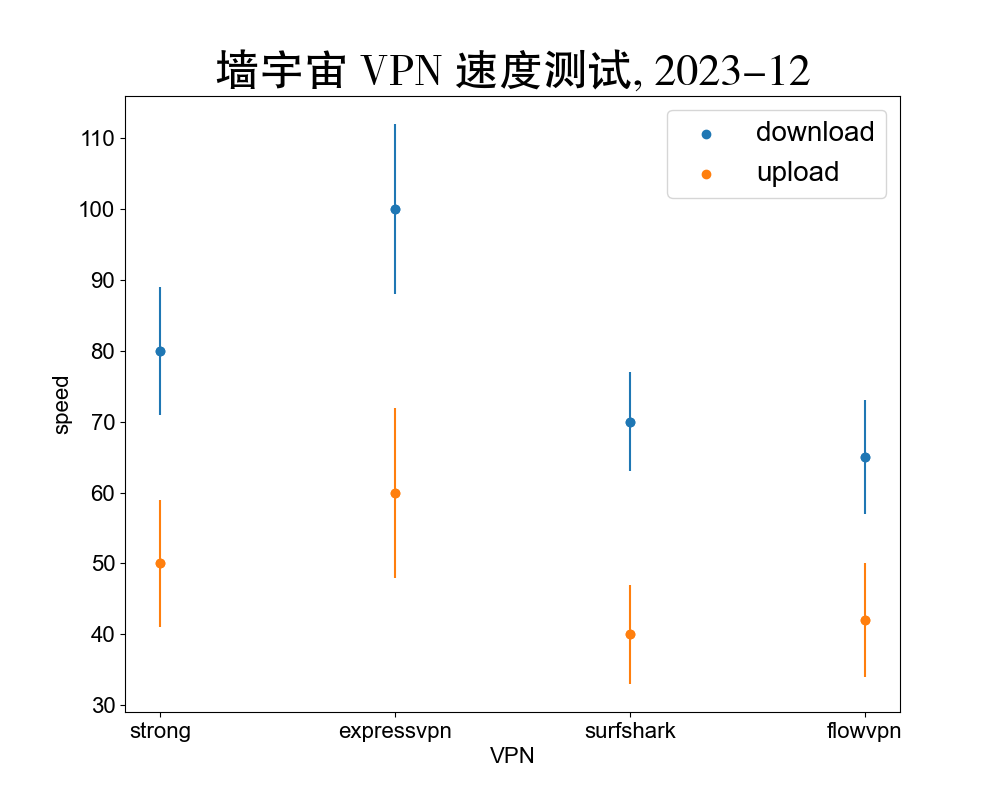 墙宇宙 VPN 速度测试, 2023-12
download
upload
110
100
90
80
70
60
50
40
30
speed
strong expressvpn surfshark flowvpn
VPN